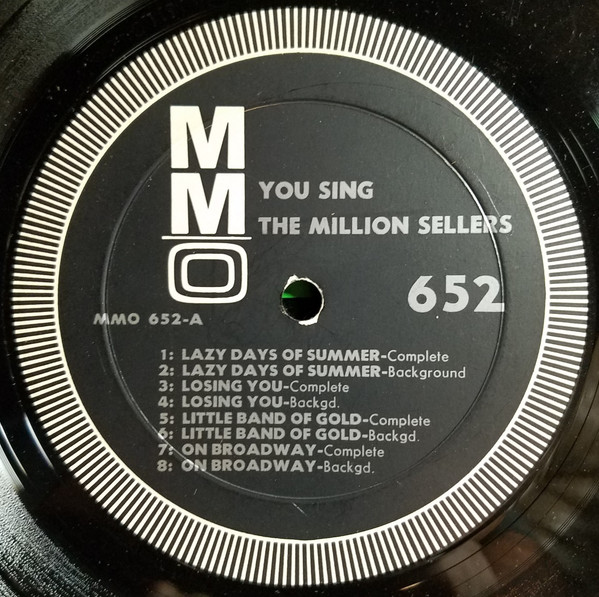 MMO
YOU SING
THE MILLION SELLERS
652
MMO 652-A
1: LAZY DAYS OF SUMMER-Complete
2: LAZY DAYS OF SUMMER-Background
3: LOSING YOU-Complete
4: LOSING YOU-Backgd.
5: LITTLE BAND OF GOLD-Complete
6: LITTLE BAND OF GOLD-Backgd.
7: ON BROADWAY-Complete
8: ON BROADWAY-Backgd.